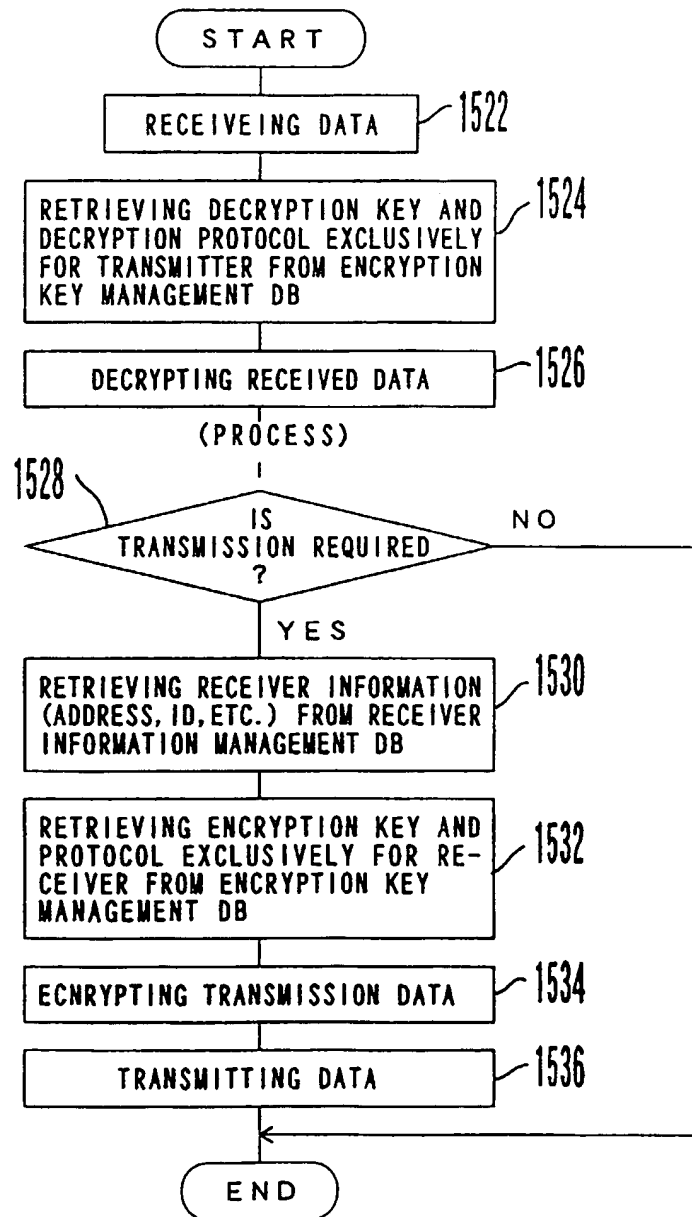 START
RECEIVEING DATA
1522
RETRIEVING DECRYPTION KEY AND
DECRYPTION PROTOCOL EXCLUSIVELY
FOR TRANSMITTER FROM ENCRYPTION
KEY MANAGEMENT DB
1524
DECRYPTING RECEIVED DATA
1526
(PROCESS)
1528
IS
TRANSMISSION REQUIRED
?
NO
YES
RETRIEVING RECEIVER INFORMATION
(ADDRESS, ID, ETC.) FROM RECEIVER
INFORMATION MANAGEMENT DB
1530
RETRIEVING ENCRYPTION KEY AND
PROTOCOL EXCLUSIVELY FOR RE-
CEIVER FROM ENCRYPTION KEY
MANAGEMENT DB
1532
ECNRYPTING TRANSMISSION DATA
1534
TRANSMITTING DATA
1536
END